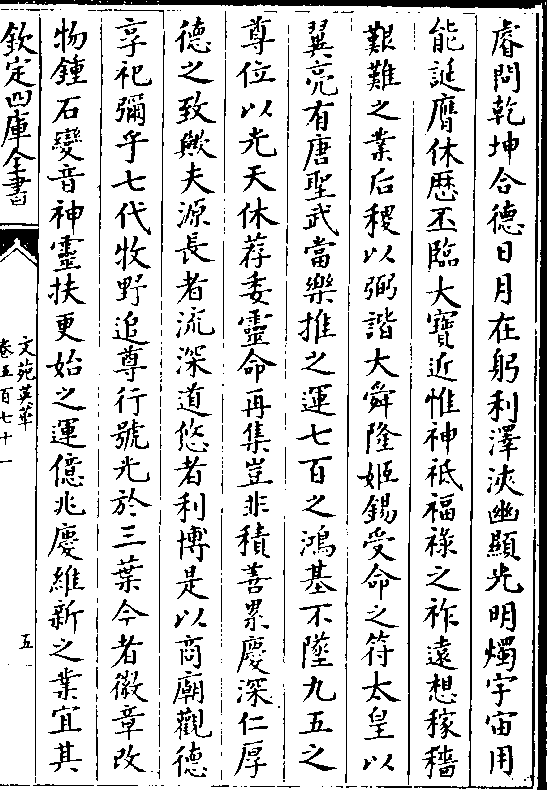 睿問乾坤合德日月在躬利澤浹幽顯光明燭宇宙用
能誕膺休歴丕臨大寶近惟神祇福祿之祚遠想稼穡
艱難之業后稷以弼諧大舜隆姬錫受命之符太皇以
翼亮有唐聖武當樂推之運七百之鴻基不墜九五之
尊位以光天休荐委靈命再集豈非積善累慶深仁厚
德之致歟夫源長者流深道悠者利博是以商廟觀德
享祀彌乎七代牧野追尊行號光於三葉今者徽章改
物鍾石變音神靈扶更始之運億兆慶維新之業宜其
欽定四庫全書
文苑英華
卷五百七十一
五